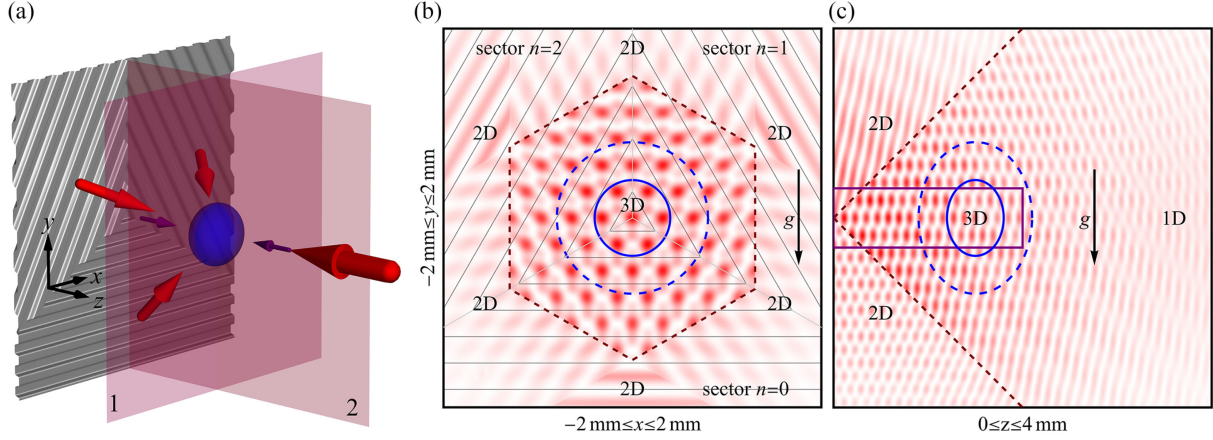 (a)
y
x
z
1
2
(b)
sector n=2
2D
sector n=1
2D
2D
3D
g
2D
2D
2D
sector n=0
−2 mm≤y≤2 mm
−2 mm≤x≤2 mm
(c)
2D
3D
g
1D
2D
0≤z≤4 mm